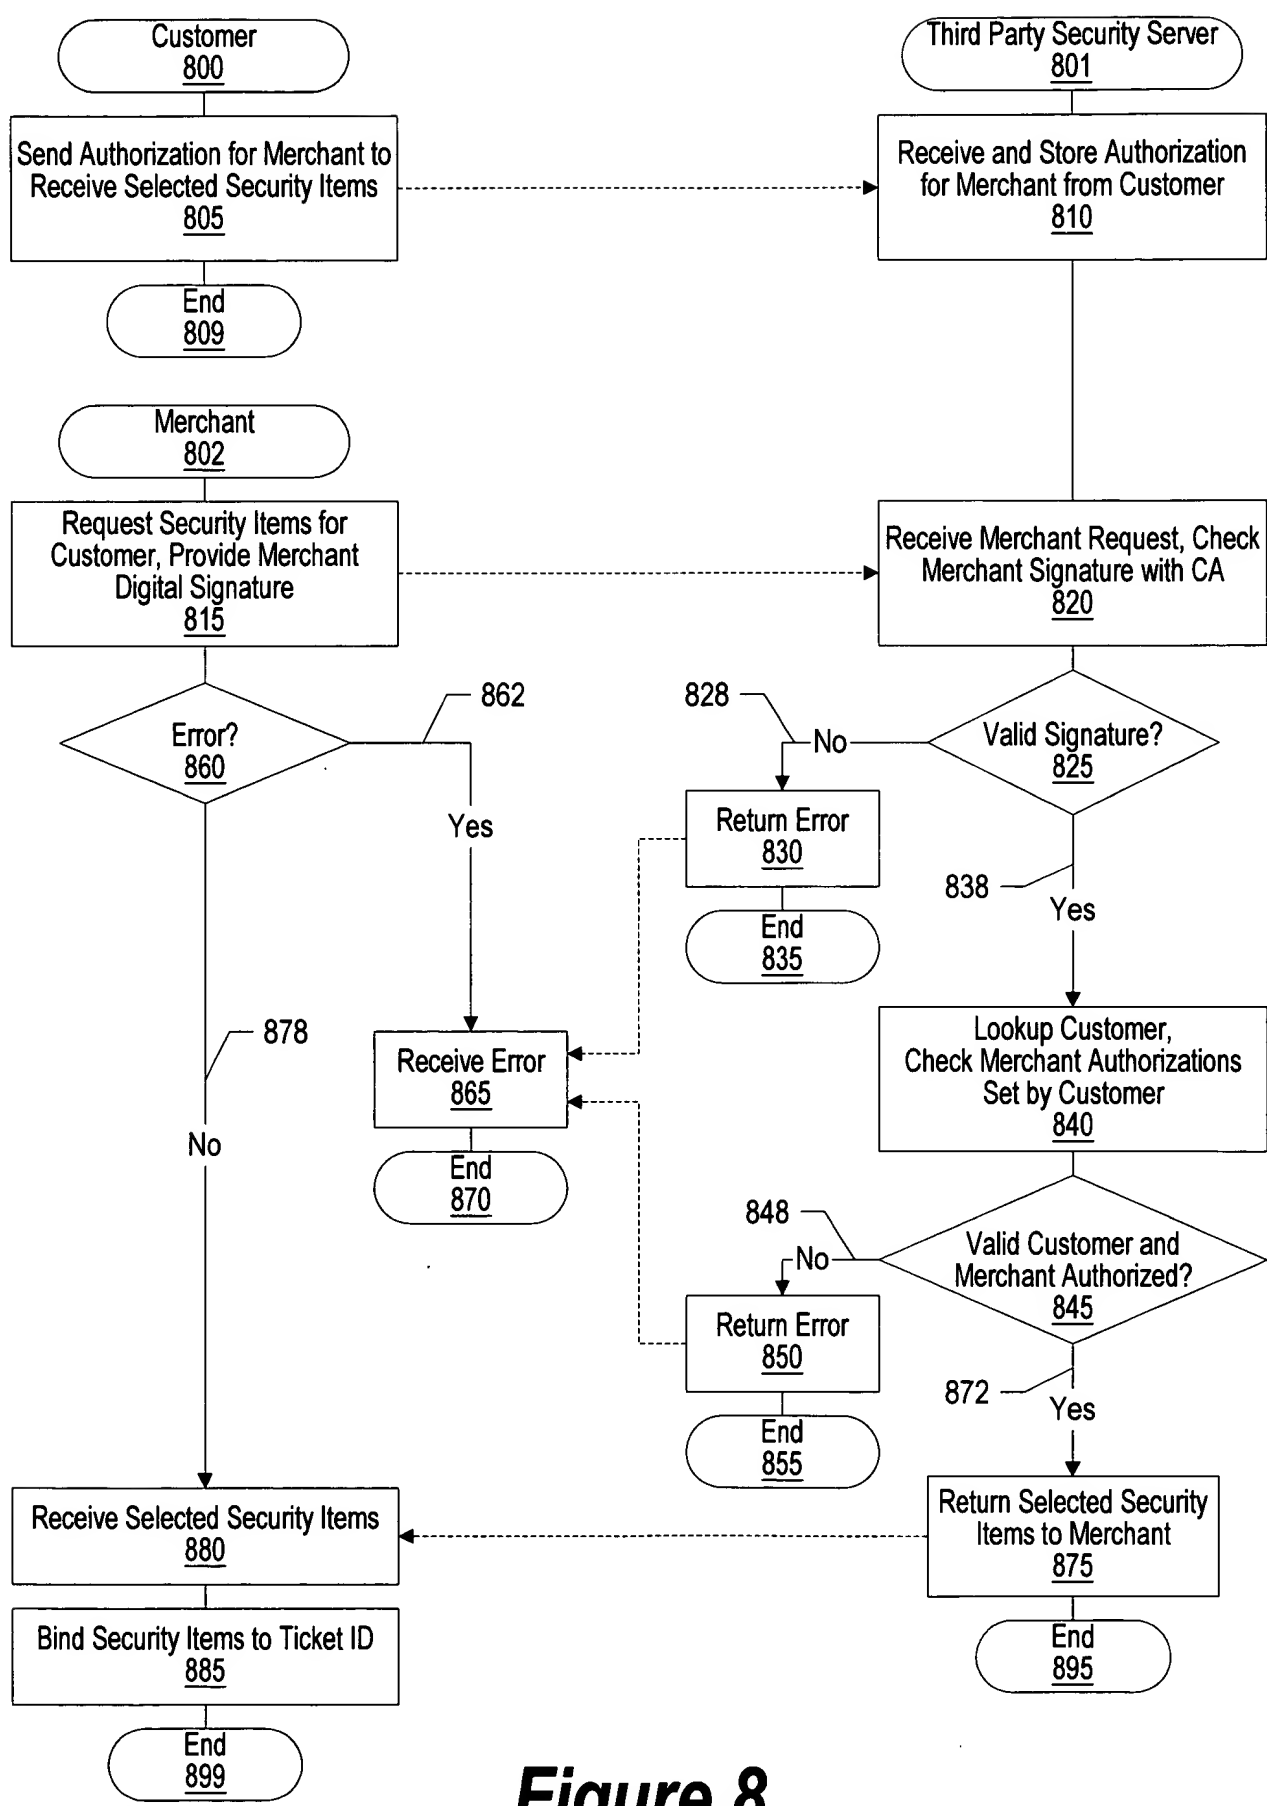 Customer
800
Third Party Security Server
801
Send Authorization for Merchant to
Receive Selected Security Items
805
Receive and Store Authorization
for Merchant from Customer
810
End
809
Merchant
802
Request Security Items for
Customer, Provide Merchant
Digital Signature
815
Receive Merchant Request, Check
Merchant Signature with CA
820
Error?
860
862
Yes
828
No
Valid Signature?
825
Return Error
830
End
835
838
Yes
878
No
Receive Error
865
End
870
Lookup Customer,
Check Merchant Authorizations
Set by Customer
840
848
No
Valid Customer and
Merchant Authorized?
845
Return Error
850
End
855
872
Yes
Receive Selected Security Items
880
Return Selected Security
Items to Merchant
875
Bind Security Items to Ticket ID
885
End
895
End
899
Figure 8